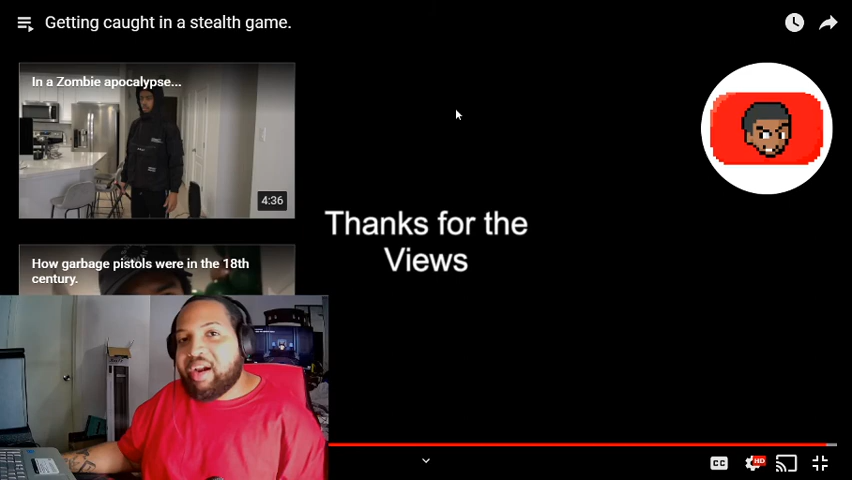 Getting caught in a stealth game.
In a Zombie apocalypse...
4:36
Thanks for the
Views
How garbage pistols were in the 18th
century.
CC
HD